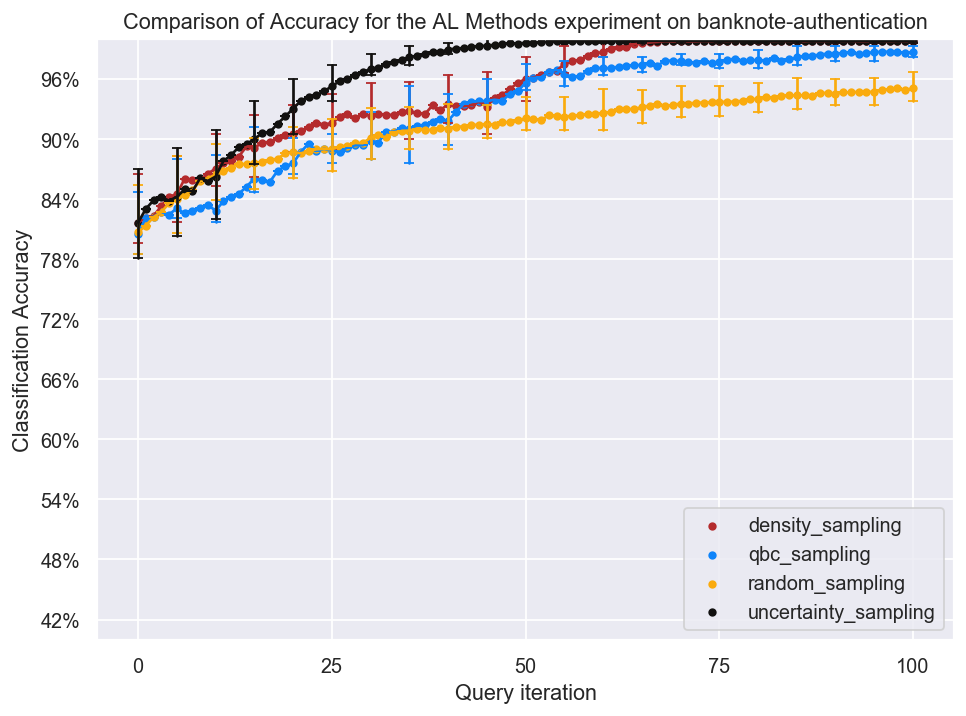 Comparison of Accuracy for the AL Methods experiment on banknote-authentication
96%
90%
84%
78%
72%
66%
60%
54%
48%
42%
Classification Accuracy
density_sampling
qbc_sampling
random_sampling
uncertainty_sampling
0 25 50 75 100
Query iteration